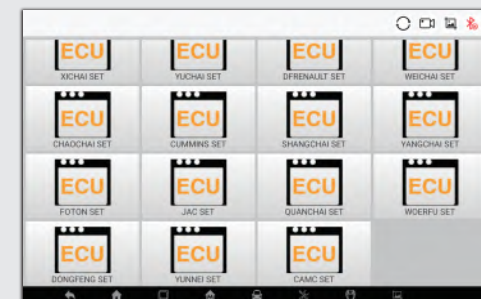 ECU ECU ECU ECU
XICHAI SET YUCHAI SET DFRENAULT SET WEICHAI SET
ECU ECU ECU ECU
CHAOCHAI SET CUMMINS SET SHANGCHAI SET YANGCHAI SET
ECU ECU ECU ECU
FOTON SET JAC SET QUANCHAI SET WOERFU SET
ECU ECU ECU
DONGFENG SET YUNNEI SET CAMC SET